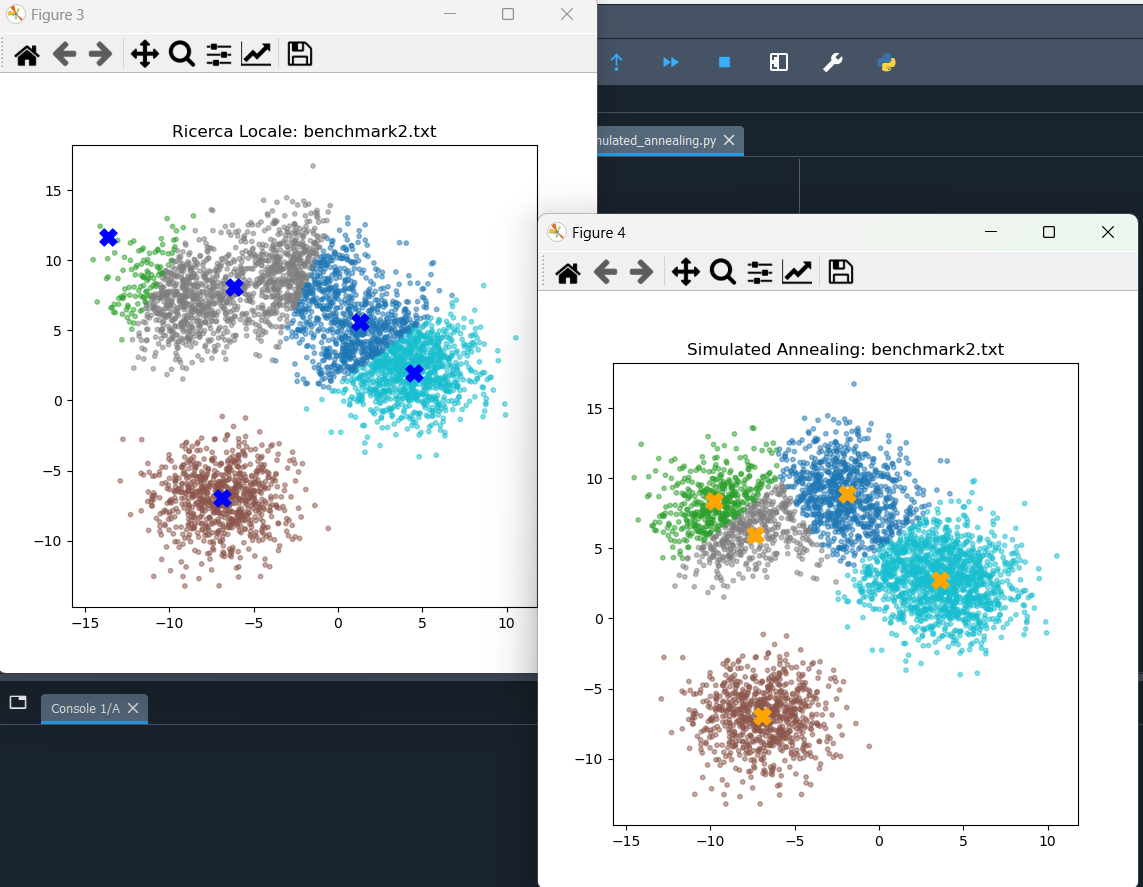 Figure 3
Ricerca Locale: benchmark2.txt
15
10
5
0
−5
−10
−15 −10 −5 0 5 10
mulated_annealing.py
Figure 4
Simulated Annealing: benchmark2.txt
15
10
5
0
−5
−10
−15 −10 −5 0 5 10
Console 1/A